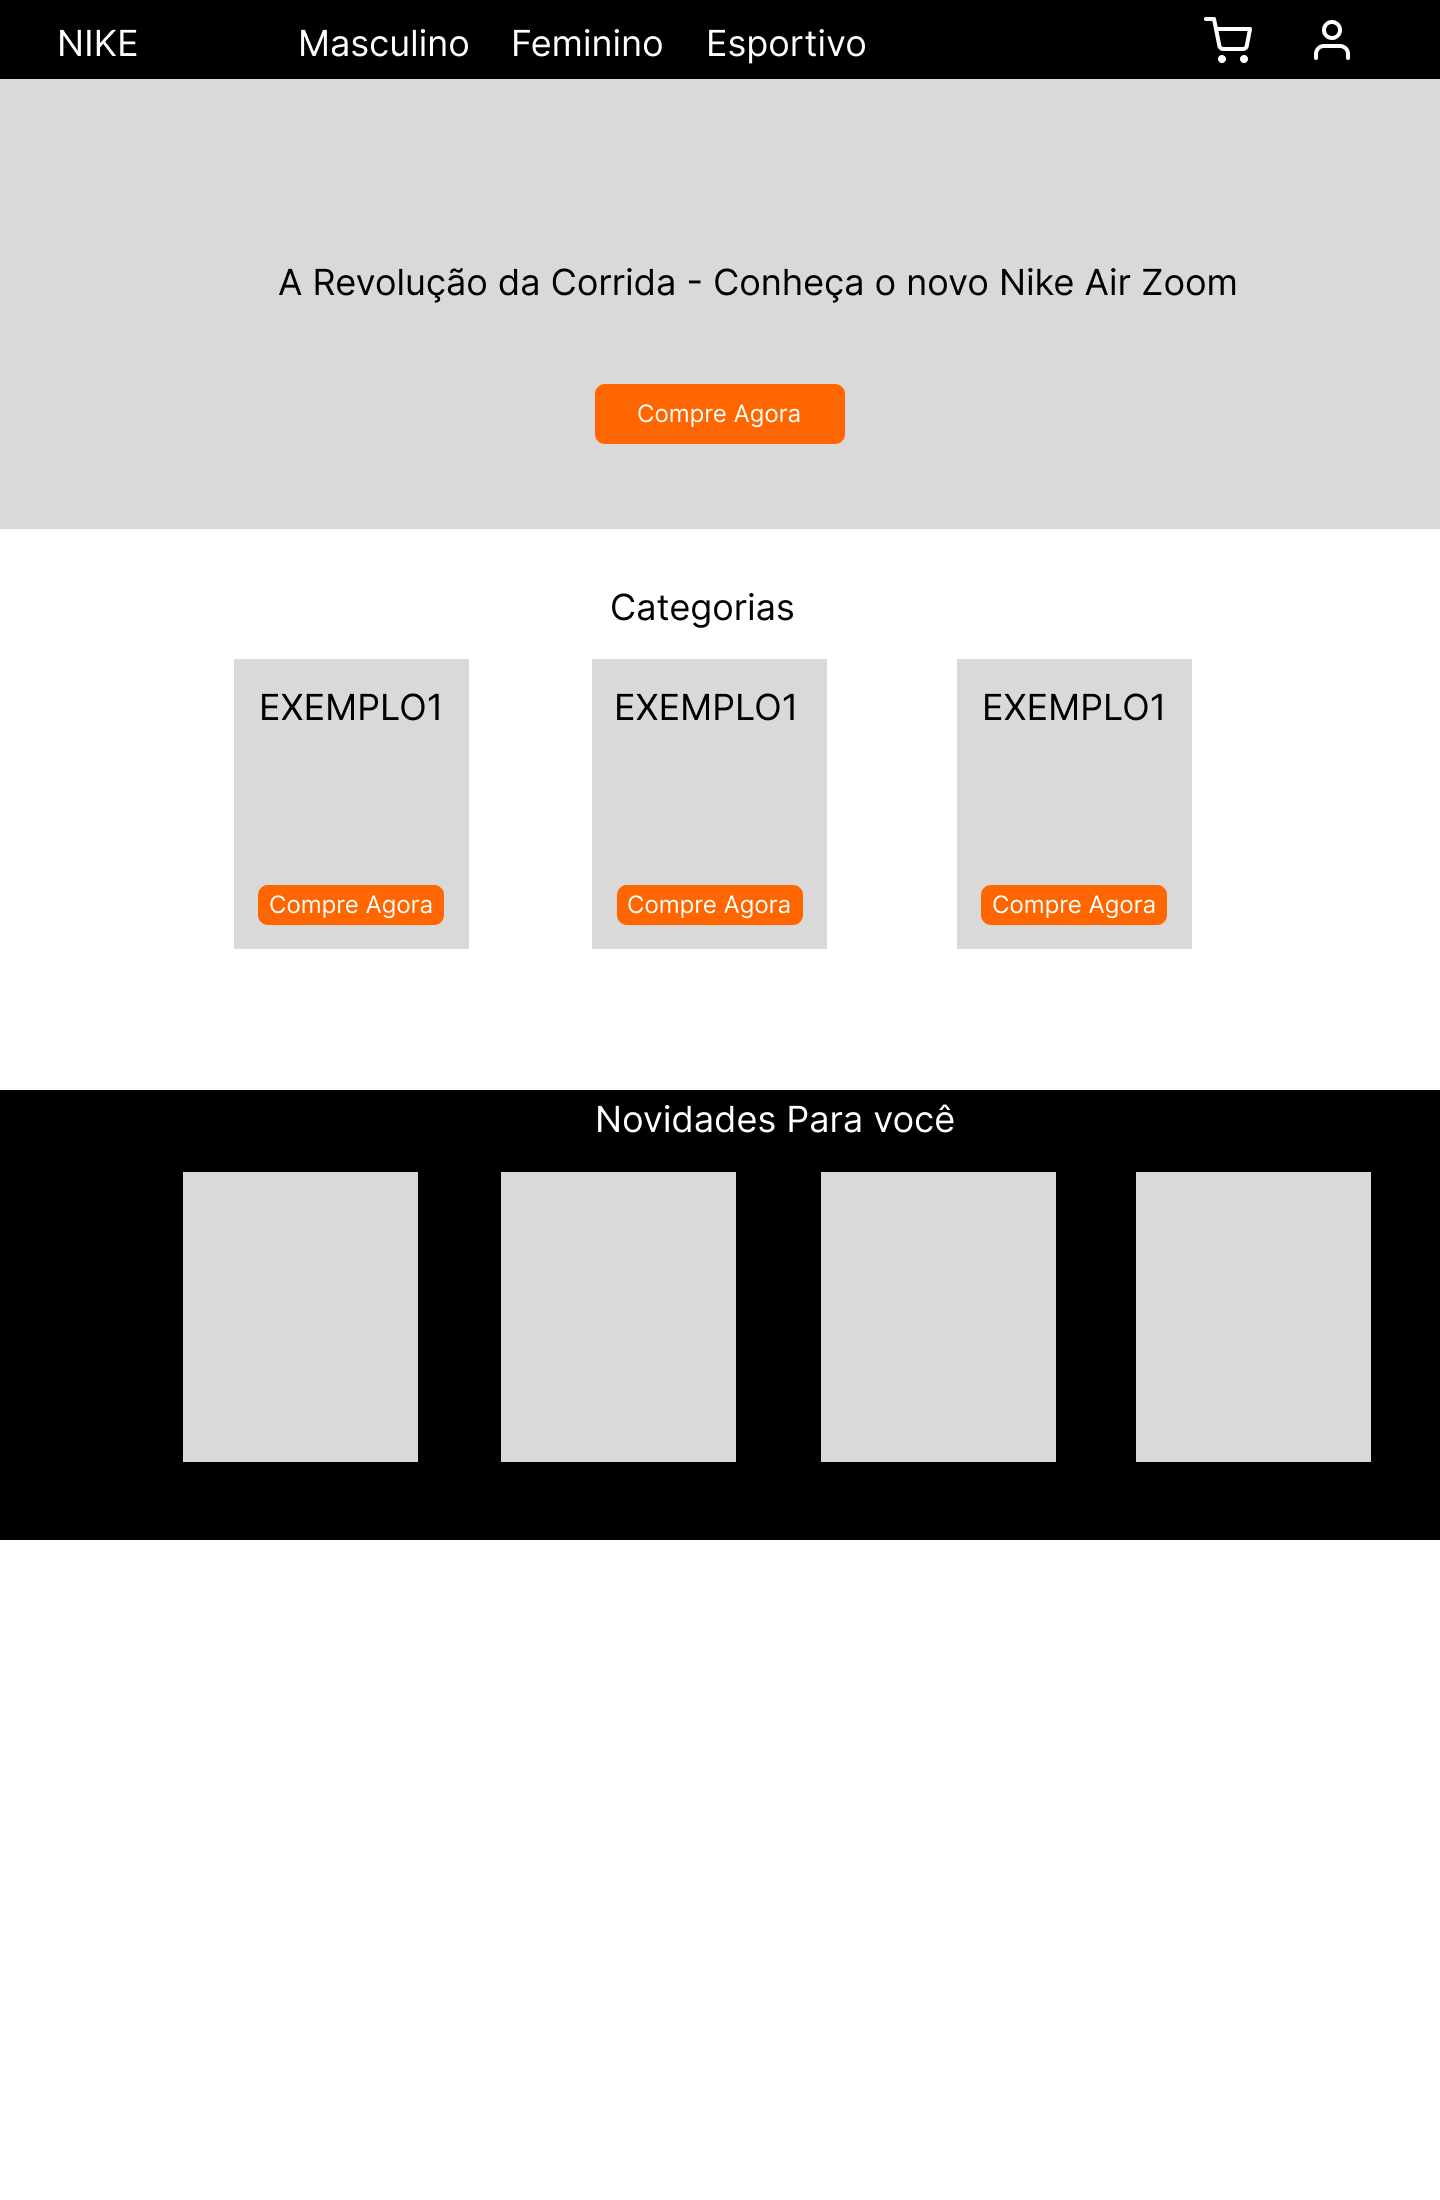 NIKE Masculino Feminino Esportivo
A Revolução da Corrida - Conheça o novo Nike Air Zoom
Compre Agora
Categorias
EXEMPLO1 EXEMPLO1 EXEMPLO1
Compre Agora Compre Agora Compre Agora
Novidades Para você